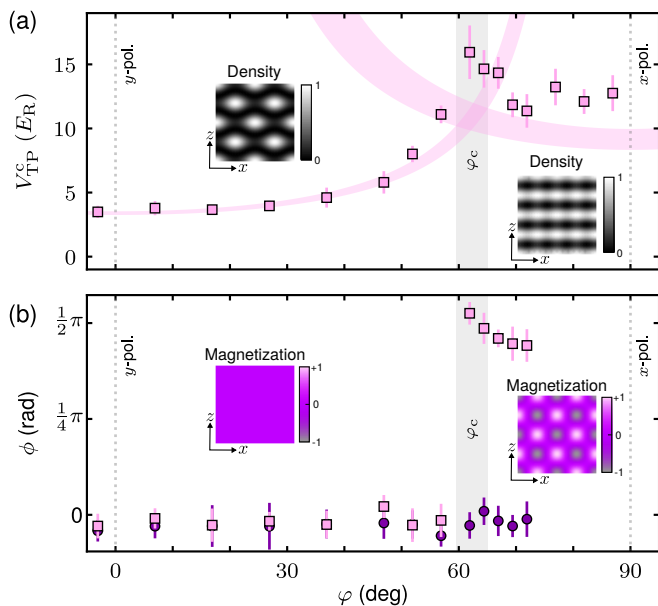 (a)
y-pol.
x-pol.
15
10
5
0
V_TP^c (E_R)
Density
1
0
z
x
φ_c
Density
1
0
z
x
(b)
y-pol.
x-pol.
1/2 π
1/4 π
0
ϕ (rad)
Magnetization
+1
0
-1
z
x
φ_c
Magnetization
+1
0
-1
z
x
0
30
60
90
φ (deg)